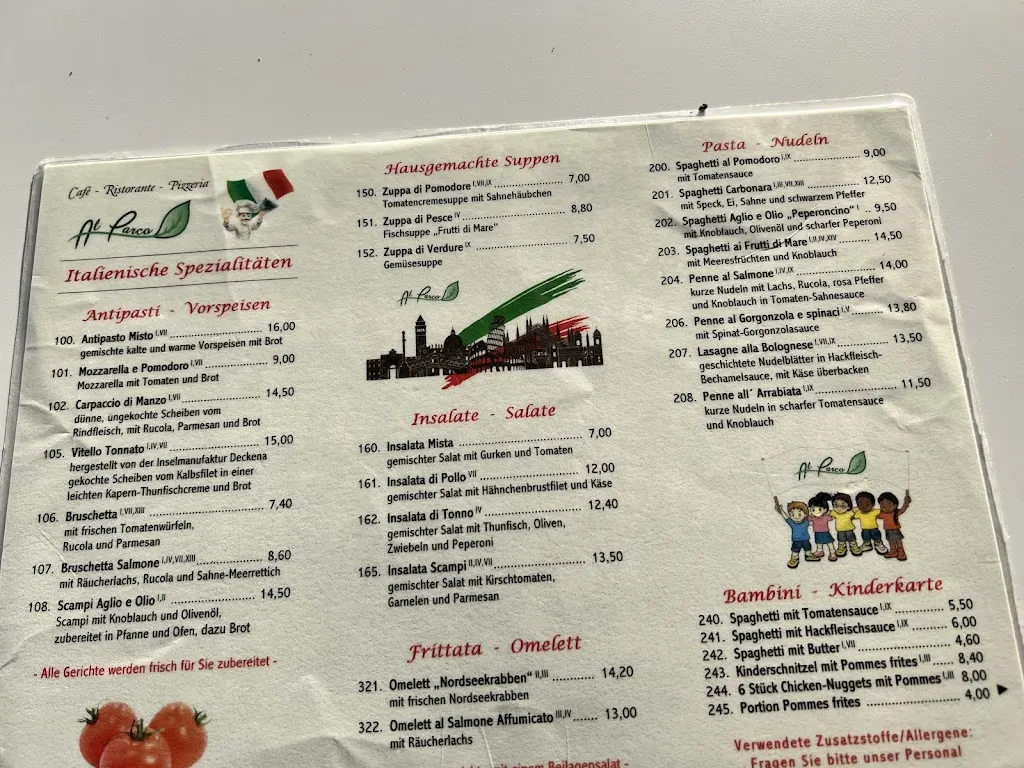 Café - Ristorante - Pizzeria
Al Parco
Italienische Spezialitäten
Antipasti - Vorspeisen
100. Antipasto Misto I,VII ........ 16,00
gemischte kalte und warme Vorspeisen mit Brot
101. Mozzarella e Pomodoro I,VII ........ 9,00
Mozzarella mit Tomaten und Brot
102. Carpaccio di Manzo I,VII ........ 14,50
dünne, ungekochte Scheiben vom
Rindfleisch, mit Rucola, Parmesan und Brot
105. Vitello Tonnato I,IV,VII ........ 15,00
hergestellt von der Inselmanufaktur Deckena
gekochte Scheiben vom Kalbsfilet in einer
leichten Kapern-Thunfischcreme und Brot
106. Bruschetta I,VII,XIII ........ 7,40
mit frischen Tomatenwürfeln,
Rucola und Parmesan
107. Bruschetta Salmone I,IV,VII,XIII ........ 8,60
mit Räucherlachs, Rucola und Sahne-Meerrettich
108. Scampi Aglio e Olio I,II ........ 14,50
Scampi mit Knoblauch und Olivenöl,
zubereitet in Pfanne und Ofen, dazu Brot
- Alle Gerichte werden frisch für Sie zubereitet -
Hausgemachte Suppen
150. Zuppa di Pomodore I,VII,IX ........ 7,00
Tomatencremesuppe mit Sahnehäubchen
151. Zuppa di Pesce IV ........ 8,80
Fischsuppe „Frutti di Mare"
152. Zuppa di Verdure IX ........ 7,50
Gemüsesuppe
Al Parco
Insalate - Salate
160. Insalata Mista ........ 7,00
gemischter Salat mit Gurken und Tomaten
161. Insalata di Pollo VII ........ 12,00
gemischter Salat mit Hähnchenbrustfilet und Käse
162. Insalata di Tonno IV ........ 12,40
gemischter Salat mit Thunfisch, Oliven,
Zwiebeln und Peperoni
165. Insalata Scampi II,IV,VII ........ 13,50
gemischter Salat mit Kirschtomaten,
Garnelen und Parmesan
Frittata - Omelett
321. Omelett „Nordseekrabben" II,III ........ 14,20
mit frischen Nordseekrabben
322. Omelett al Salmone Affumicato III,IV ...... 13,00
mit Räucherlachs
mit einem Beilagensalat -
Pasta - Nudeln
200. Spaghetti al Pomodoro I,IX ........ 9,00
mit Tomatensauce
201. Spaghetti Carbonara I,III,VII,XIII ........ 12,50
mit Speck, Ei, Sahne und schwarzem Pfeffer
202. Spaghetti Aglio e Olio „Peperoncino" I .. 9,50
mit Knoblauch, Olivenöl und scharfer Peperoni
203. Spaghetti ai Frutti di Mare I,II,IV,XIV ........ 14,50
mit Meeresfrüchten und Knoblauch
204. Penne al Salmone I,IV,IX ........ 14,00
kurze Nudeln mit Lachs, Rucola, rosa Pfeffer
und Knoblauch in Tomaten-Sahnesauce
206. Penne al Gorgonzola e spinaci I,V ........ 13,80
mit Spinat-Gorgonzolasauce
207. Lasagne alla Bolognese I,VII,IX ........ 13,50
geschichtete Nudelblätter in Hackfleisch-
Bechamelsauce, mit Käse überbacken
208. Penne all´ Arrabiata I,IX ........ 11,50
kurze Nudeln in scharfer Tomatensauce
und Knoblauch
Al Parco
Bambini - Kinderkarte
240. Spaghetti mit Tomatensauce I,IX ........ 5,50
241. Spaghetti mit Hackfleischsauce I,IX ........ 6,00
242. Spaghetti mit Butter I,VII ........ 4,60
243. Kinderschnitzel mit Pommes frites I,III ...... 8,40
244. 6 Stück Chicken-Nuggets mit Pommes I,III 8,00
245. Portion Pommes frites ........ 4,00
Verwendete Zusatzstoffe/Allergene:
Fragen Sie bitte unser Personal